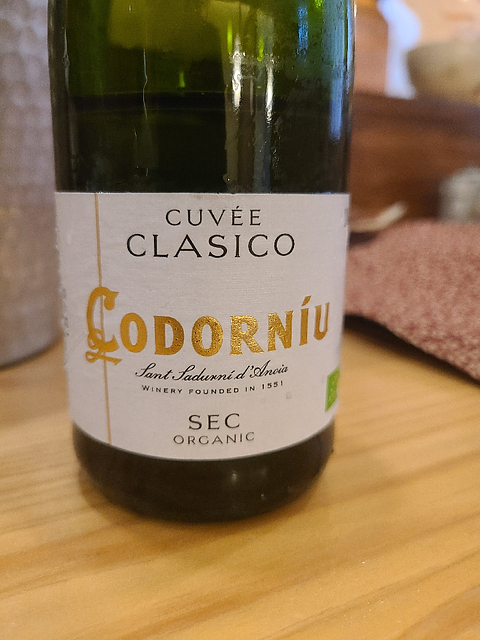 CUVÉE
CLASICO
CODORNÍU
Sant Sadurní d'Anoia
WINERY FOUNDED IN 1551
SEC
ORGANIC